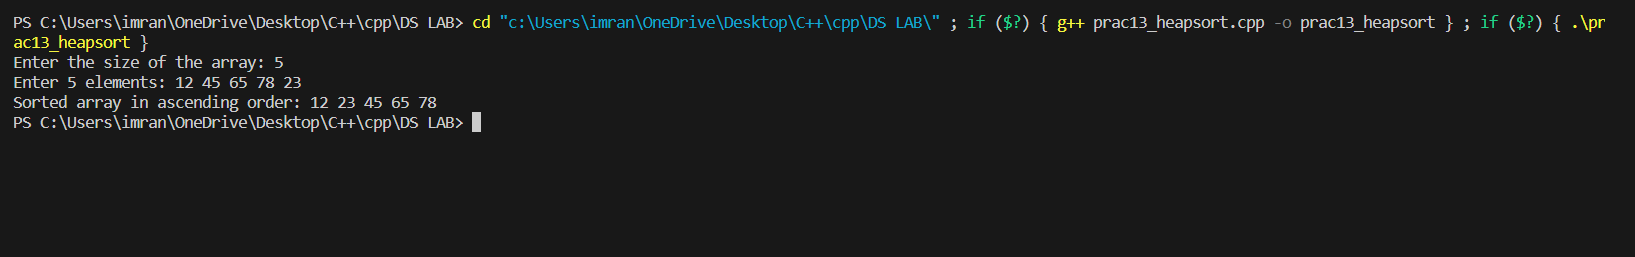 PS C:\Users\imran\OneDrive\Desktop\C++\cpp\DS LAB> cd "c:\Users\imran\OneDrive\Desktop\C++\cpp\DS LAB\" ; if ($?) { g++ prac13_heapsort.cpp -o prac13_heapsort } ; if ($?) { .\pr
ac13_heapsort }
Enter the size of the array: 5
Enter 5 elements: 12 45 65 78 23
Sorted array in ascending order: 12 23 45 65 78
PS C:\Users\imran\OneDrive\Desktop\C++\cpp\DS LAB>